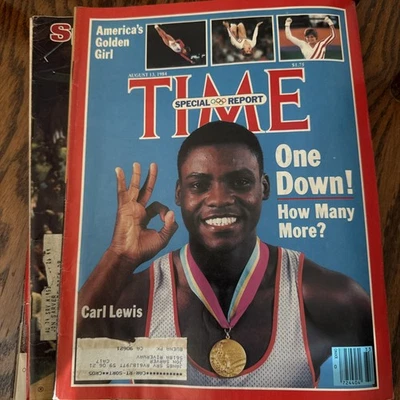 S
America's
Golden
Girl
AUGUST 13, 1984
$1.75
TIME
SPECIAL REPORT
One
Down!
How Many
More?
Carl Lewis